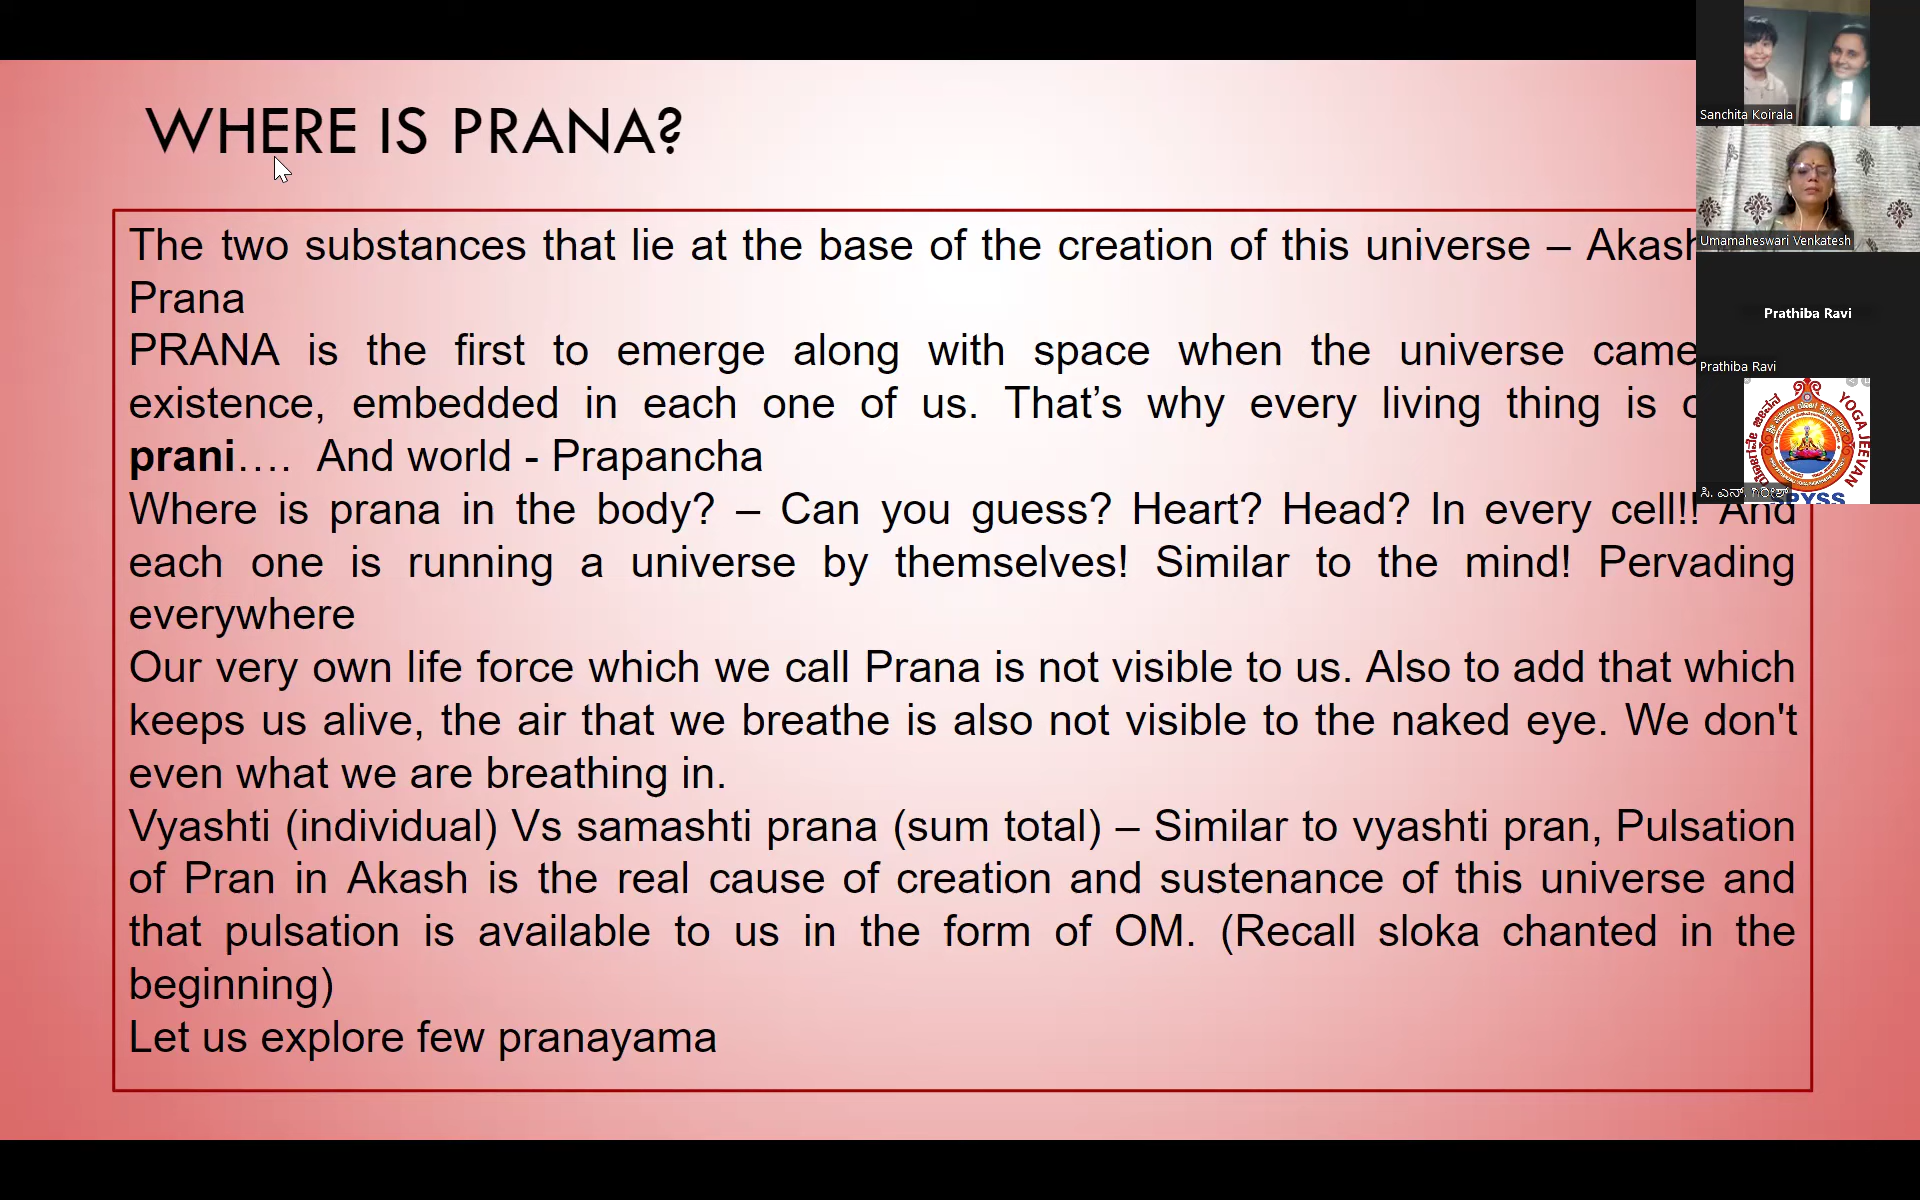 WHERE IS PRANA?
The two substances that lie at the base of the creation of this universe – Akash
Prana
PRANA is the first to emerge along with space when the universe came
existence, embedded in each one of us. That’s why every living thing is
prani…. And world - Prapancha
Where is prana in the body? – Can you guess? Heart? Head? In every cell!! And
each one is running a universe by themselves! Similar to the mind! Pervading
everywhere
Our very own life force which we call Prana is not visible to us. Also to add that which
keeps us alive, the air that we breathe is also not visible to the naked eye. We don't
even what we are breathing in.
Vyashti (individual) Vs samashti prana (sum total) – Similar to vyashti pran, Pulsation
of Pran in Akash is the real cause of creation and sustenance of this universe and
that pulsation is available to us in the form of OM. (Recall sloka chanted in the
beginning)
Let us explore few pranayama
Sanchita Koirala
Umamaheswari Venkatesh
Prathiba Ravi
Prathiba Ravi
YOGA JEEVAN
ಸಿ. ಎನ್. ಗಿರೀಶ್
SPYSS